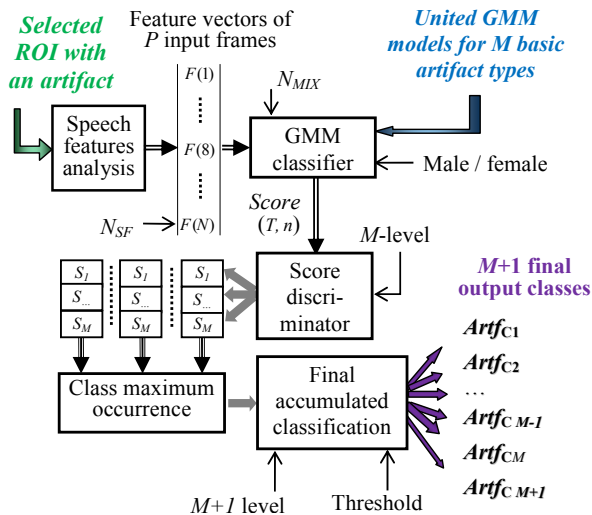 Selected
ROI with
an artifact
Feature vectors of
P input frames
United GMM
models for M basic
artifact types
F(1)
F(8)
F(N)
N_MIX
Speech
features
analysis
GMM
classifier
Male / female
N_SF
Score
(T, n)
M-level
S_1 S_1 S_1
S_... S_... S_...
S_M S_M S_M
Score
discri-
minator
M+1 final
output classes
Artf_C1
Artf_C2
...
Artf_C M-1
Artf_CM
Artf_C M+1
Class maximum
occurrence
Final
accumulated
classification
M+1 level
Threshold